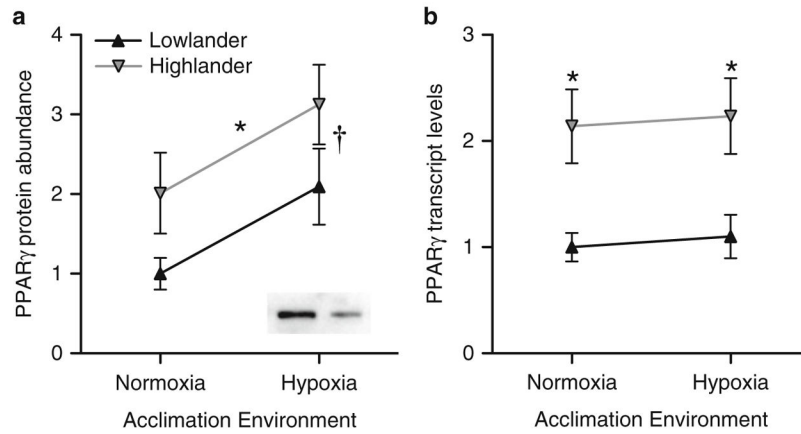 a
Lowlander
Highlander
PPARγ protein abundance
4
3
2
1
0
*
†
Normoxia
Hypoxia
Acclimation Environment
b
PPARγ transcript levels
3
2
1
0
*
*
Normoxia
Hypoxia
Acclimation Environment